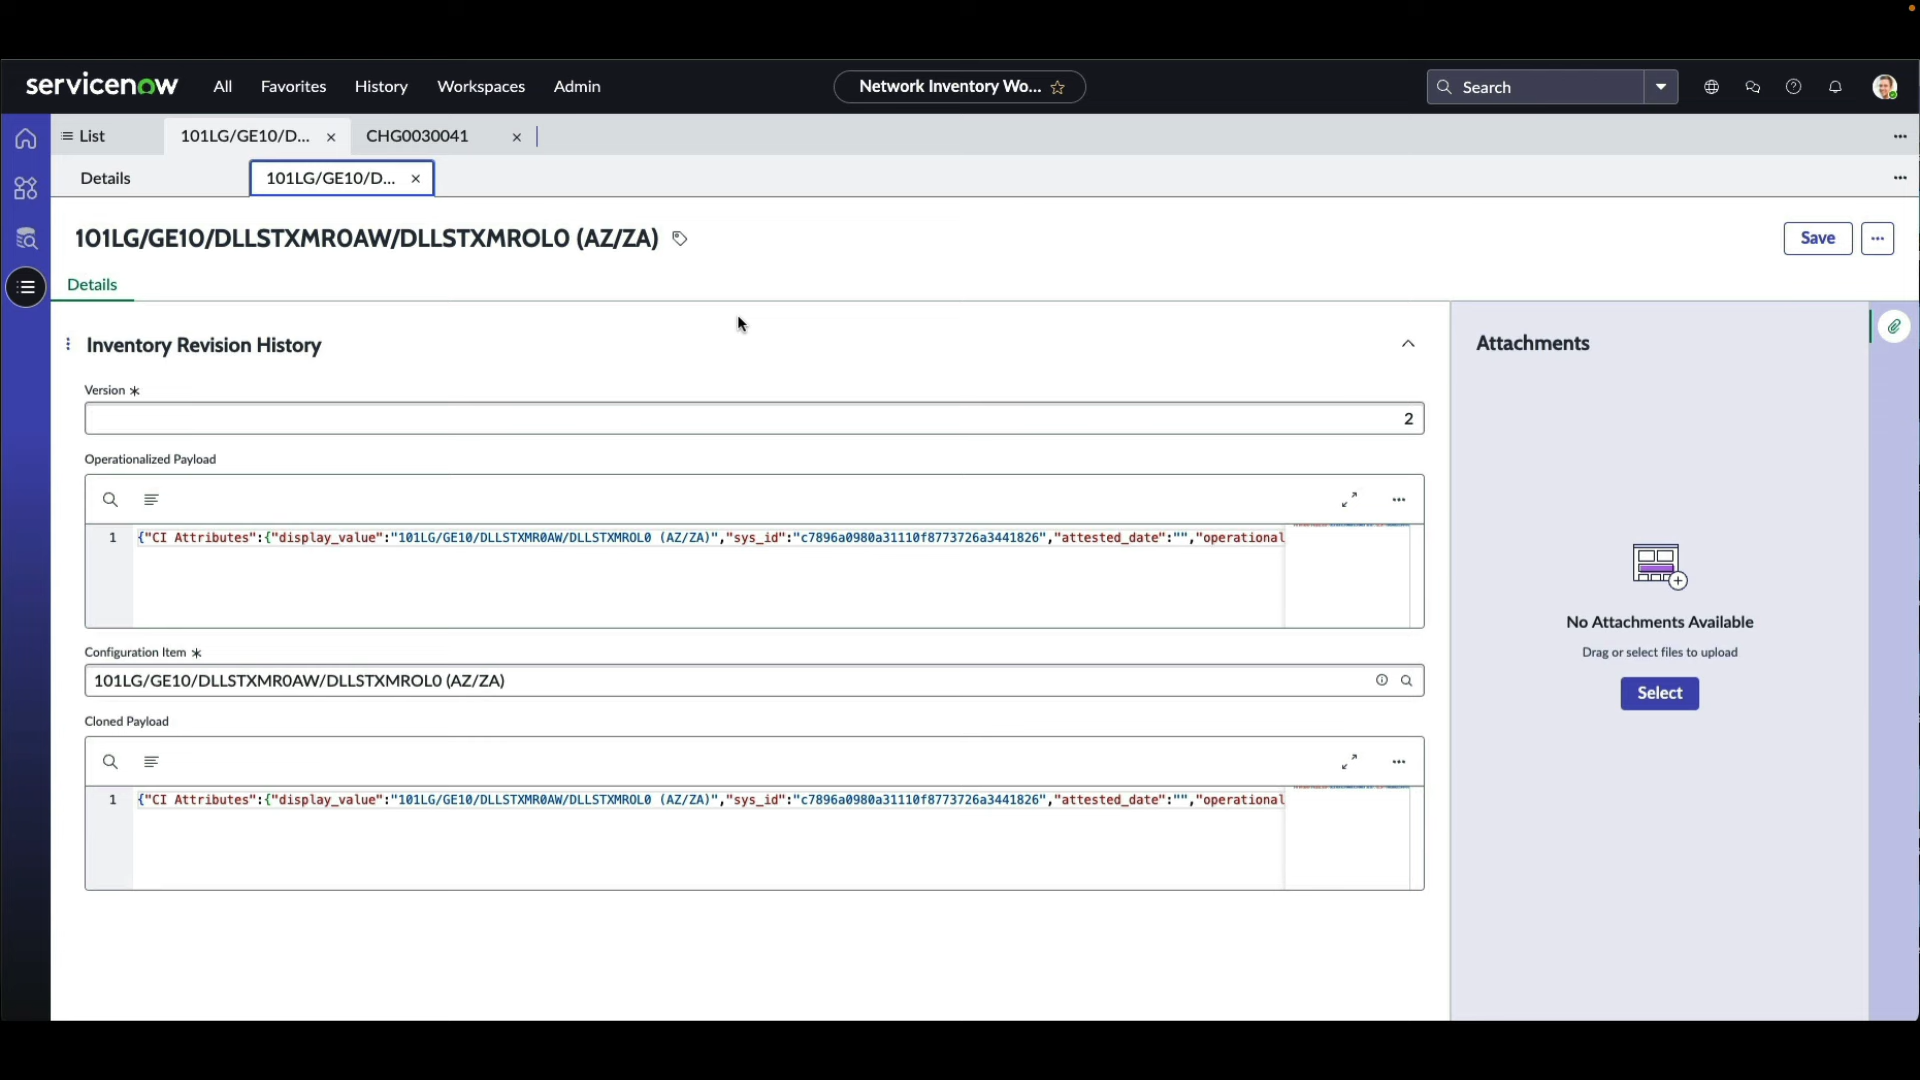 servicenow All Favorites History Workspaces Admin Network Inventory Wo... Search
List 101LG/GE10/D... CHG0030041
Details 101LG/GE10/D...
101LG/GE10/DLLSTXMR0AW/DLLSTXMROL0 (AZ/ZA)
Save
Details
Inventory Revision History
Attachments
Version *
2
Operationalized Payload
1 {"CI Attributes":{"display_value":"101LG/GE10/DLLSTXMR0AW/DLLSTXMROL0 (AZ/ZA)","sys_id":"c7896a0980a31110f8773726a3441826","attested_date":"","operational
No Attachments Available
Drag or select files to upload
Select
Configuration Item *
101LG/GE10/DLLSTXMR0AW/DLLSTXMROL0 (AZ/ZA)
Cloned Payload
1 {"CI Attributes":{"display_value":"101LG/GE10/DLLSTXMR0AW/DLLSTXMROL0 (AZ/ZA)","sys_id":"c7896a0980a31110f8773726a3441826","attested_date":"","operational